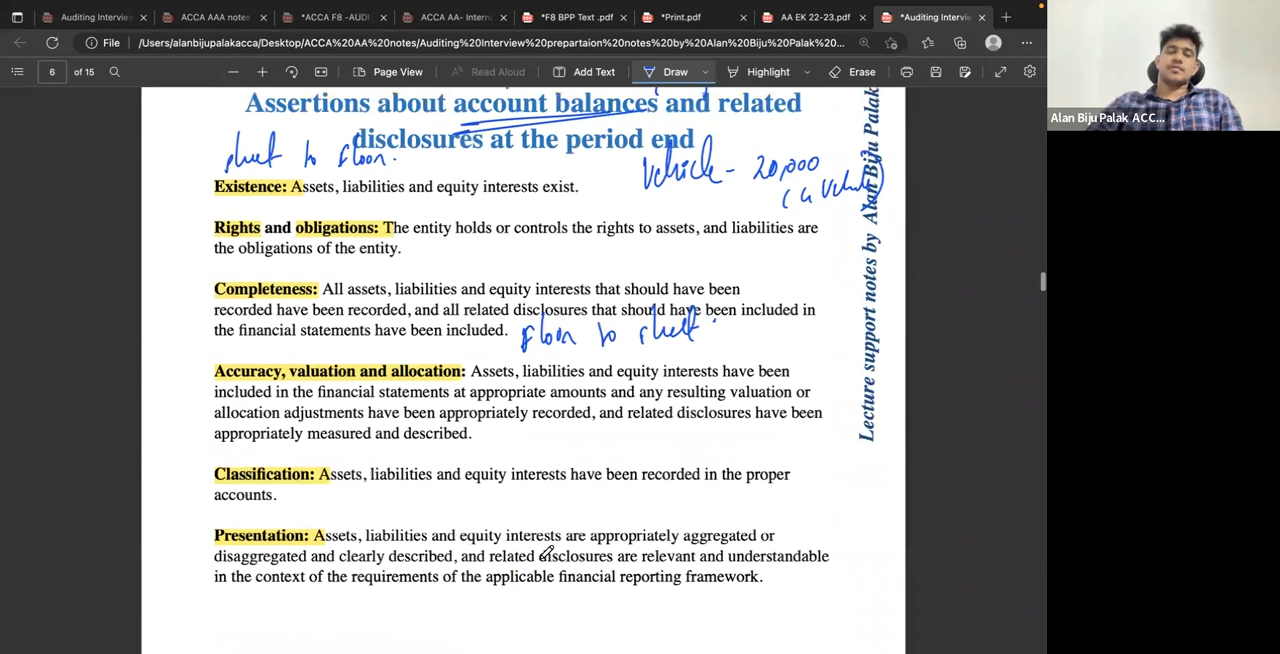 Auditing Interview
ACCA AAA notes
*ACCA F8 -AUDI
ACCA AA- Interna
*F8 BPP Text .pdf
*Print.pdf
AA EK 22-23.pdf
*Auditing Intervi
File
/Users/alanbijupalakacca/Desktop/ACCA%20AA%20notes/Auditing%20Interview%20prepartaion%20notes%20by%20Alan%20Biju%20Palak%20...
6 of 15
Page View
Read Aloud
Add Text
Draw
Highlight
Erase
Assertions about account balances and related
disclosures at the period end
sheet to floor.
Vehicle - 20,000
(4 Vehicle)
Existence: Assets, liabilities and equity interests exist.
Rights and obligations: The entity holds or controls the rights to assets, and liabilities are
the obligations of the entity.
Completeness: All assets, liabilities and equity interests that should have been
recorded have been recorded, and all related disclosures that should have been included in
the financial statements have been included.
floor to sheet.
Accuracy, valuation and allocation: Assets, liabilities and equity interests have been
included in the financial statements at appropriate amounts and any resulting valuation or
allocation adjustments have been appropriately recorded, and related disclosures have been
appropriately measured and described.
Classification: Assets, liabilities and equity interests have been recorded in the proper
accounts.
Presentation: Assets, liabilities and equity interests are appropriately aggregated or
disaggregated and clearly described, and related disclosures are relevant and understandable
in the context of the requirements of the applicable financial reporting framework.
Lecture support notes by Alan Biju Palak
Alan Biju Palak ACC...